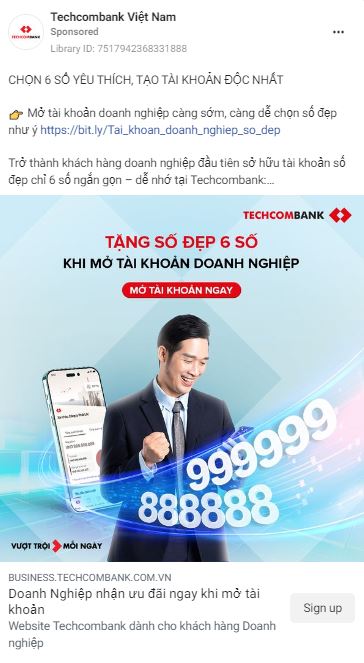 Techcombank Việt Nam
Sponsored
Library ID: 7517942368331888
CHỌN 6 SỐ YÊU THÍCH, TẠO TÀI KHOẢN ĐỘC NHẤT
👉 Mở tài khoản doanh nghiệp càng sớm, càng dễ chọn số đẹp
như ý https://bit.ly/Tai_khoan_doanh_nghiep_so_dep
Trở thành khách hàng doanh nghiệp đầu tiên sở hữu tài khoản số
đẹp chỉ 6 số ngắn gọn – dễ nhớ tại Techcombank:...
TECHCOMBANK
TẶNG SỐ ĐẸP 6 SỐ
KHI MỞ TÀI KHOẢN DOANH NGHIỆP
MỞ TÀI KHOẢN NGAY
999999
888888
VƯỢT TRỘI MỖI NGÀY
BUSINESS.TECHCOMBANK.COM.VN
Doanh Nghiệp nhận ưu đãi ngay khi mở tài
khoản
Website Techcombank dành cho khách hàng Doanh
nghiệp
Sign up